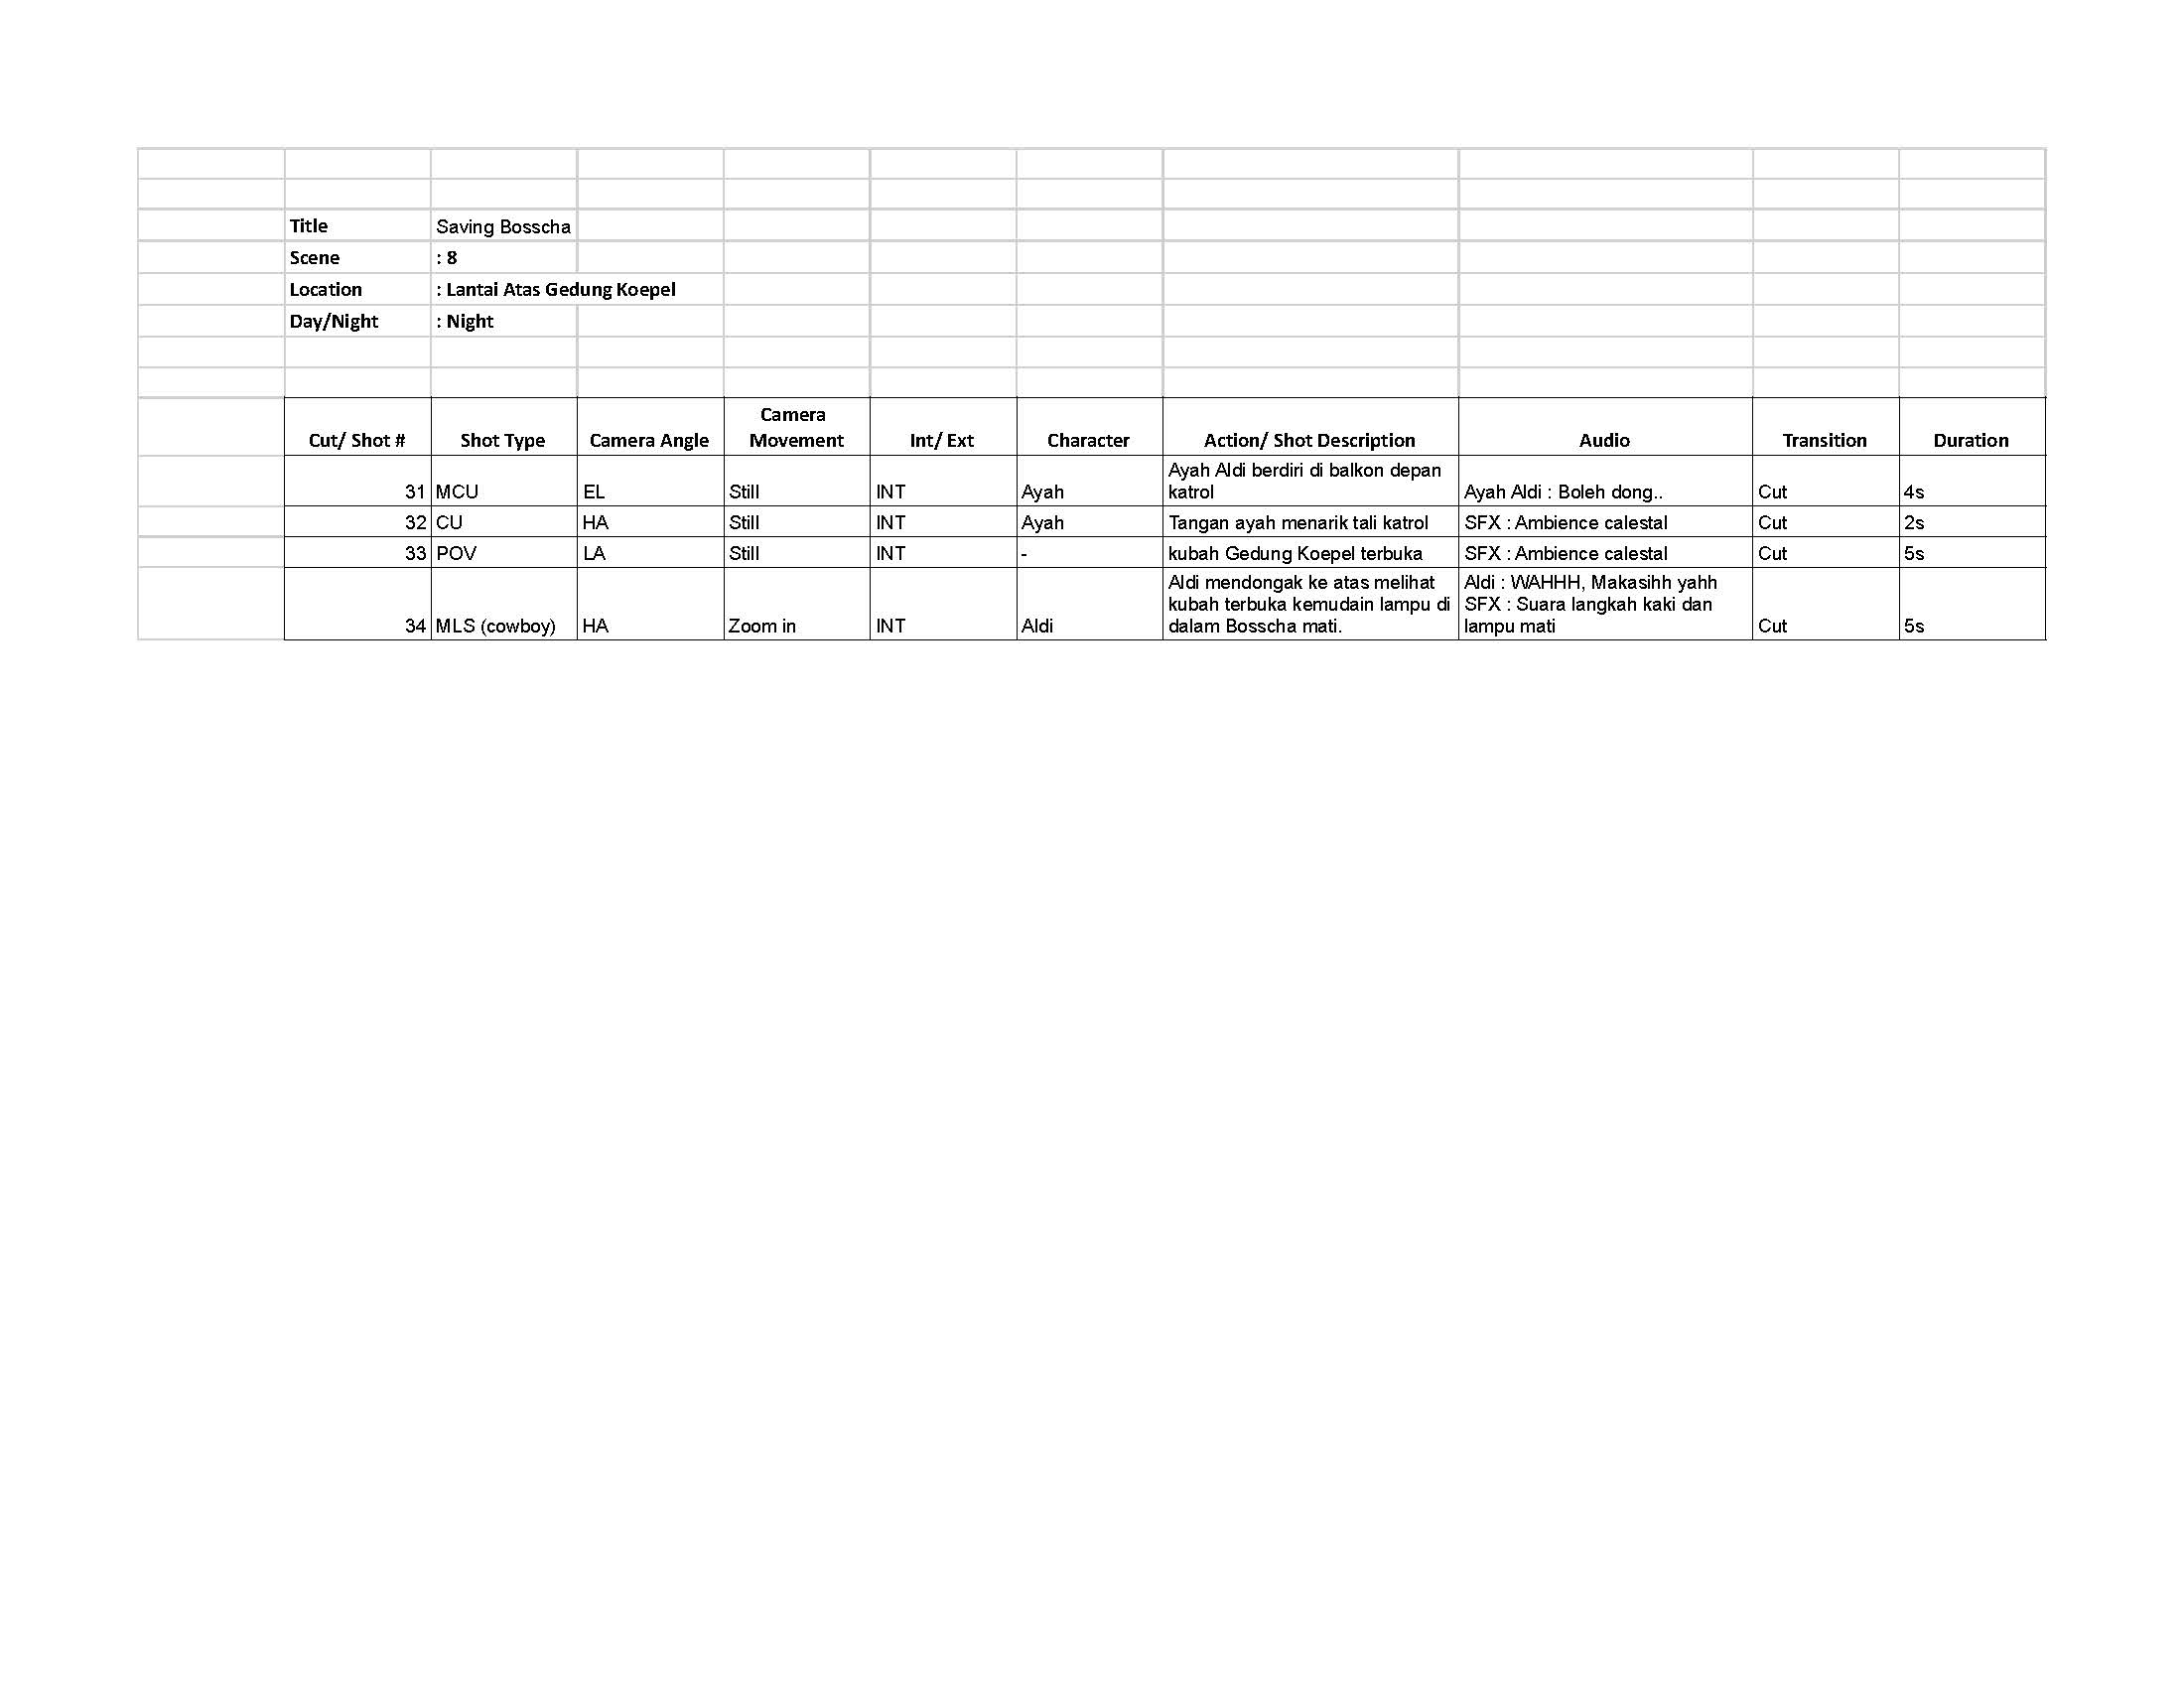 Title Saving Bosscha
Scene : 8
Location : Lantai Atas Gedung Koepel
Day/Night : Night
Cut/ Shot # Shot Type Camera Angle Camera Movement Int/ Ext Character Action/ Shot Description Audio Transition Duration
31 MCU EL Still INT Ayah Ayah Aldi berdiri di balkon depan katrol Ayah Aldi : Boleh dong.. Cut 4s
32 CU HA Still INT Ayah Tangan ayah menarik tali katrol SFX : Ambience calestal Cut 2s
33 POV LA Still INT - kubah Gedung Koepel terbuka SFX : Ambience calestal Cut 5s
34 MLS (cowboy) HA Zoom in INT Aldi Aldi mendongak ke atas melihat kubah terbuka kemudain lampu di dalam Bosscha mati. Aldi : WAHHH, Makasihh yahh SFX : Suara langkah kaki dan lampu mati Cut 5s